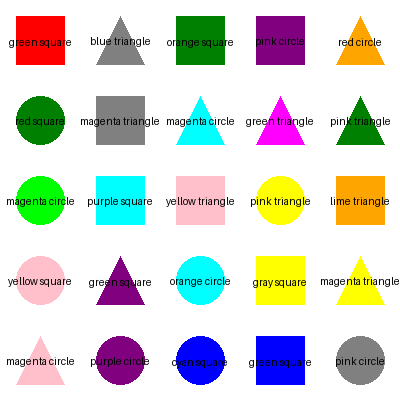 green square blue triangle orange square pink circle red circle
red square magenta triangle magenta circle green triangle pink triangle
magenta circle purple square yellow triangle pink triangle lime triangle
yellow square green square orange circle gray square magenta triangle
magenta circle purple circle cyan square green square pink circle